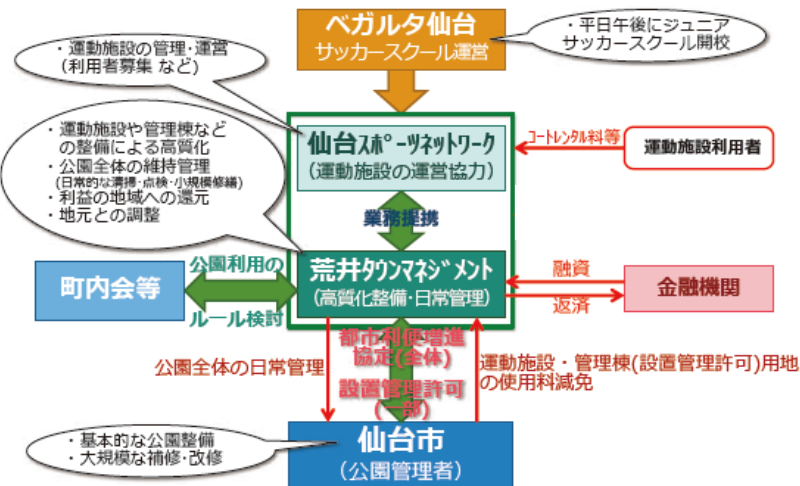 ベガルタ仙台
サッカースクール運営
・平日午後にジュニア
サッカースクール開校
・運動施設の管理・運営
(利用者募集 など)
仙台ｽﾎﾟｰﾂﾈｯﾄﾜｰｸ
(運動施設の運営協力)
ｺｰﾄﾚﾝﾀﾙ料等
運動施設利用者
・運動施設や管理棟など
の整備による高質化
・公園全体の維持管理
(日常的な清掃・点検・小規模修繕)
・利益の地域への還元
・地元との調整
業務提携
荒井ﾀｳﾝﾏﾈｼﾞﾒﾝﾄ
(高質化整備・日常管理)
町内会等
公園利用の
ルール検討
融資
返済
金融機関
公園全体の日常管理
都市利便増進
協定(全体)
設置管理許可
(一部)
運動施設・管理棟(設置管理許可)用地
の使用料減免
・基本的な公園整備
・大規模な補修・改修
仙台市
(公園管理者)